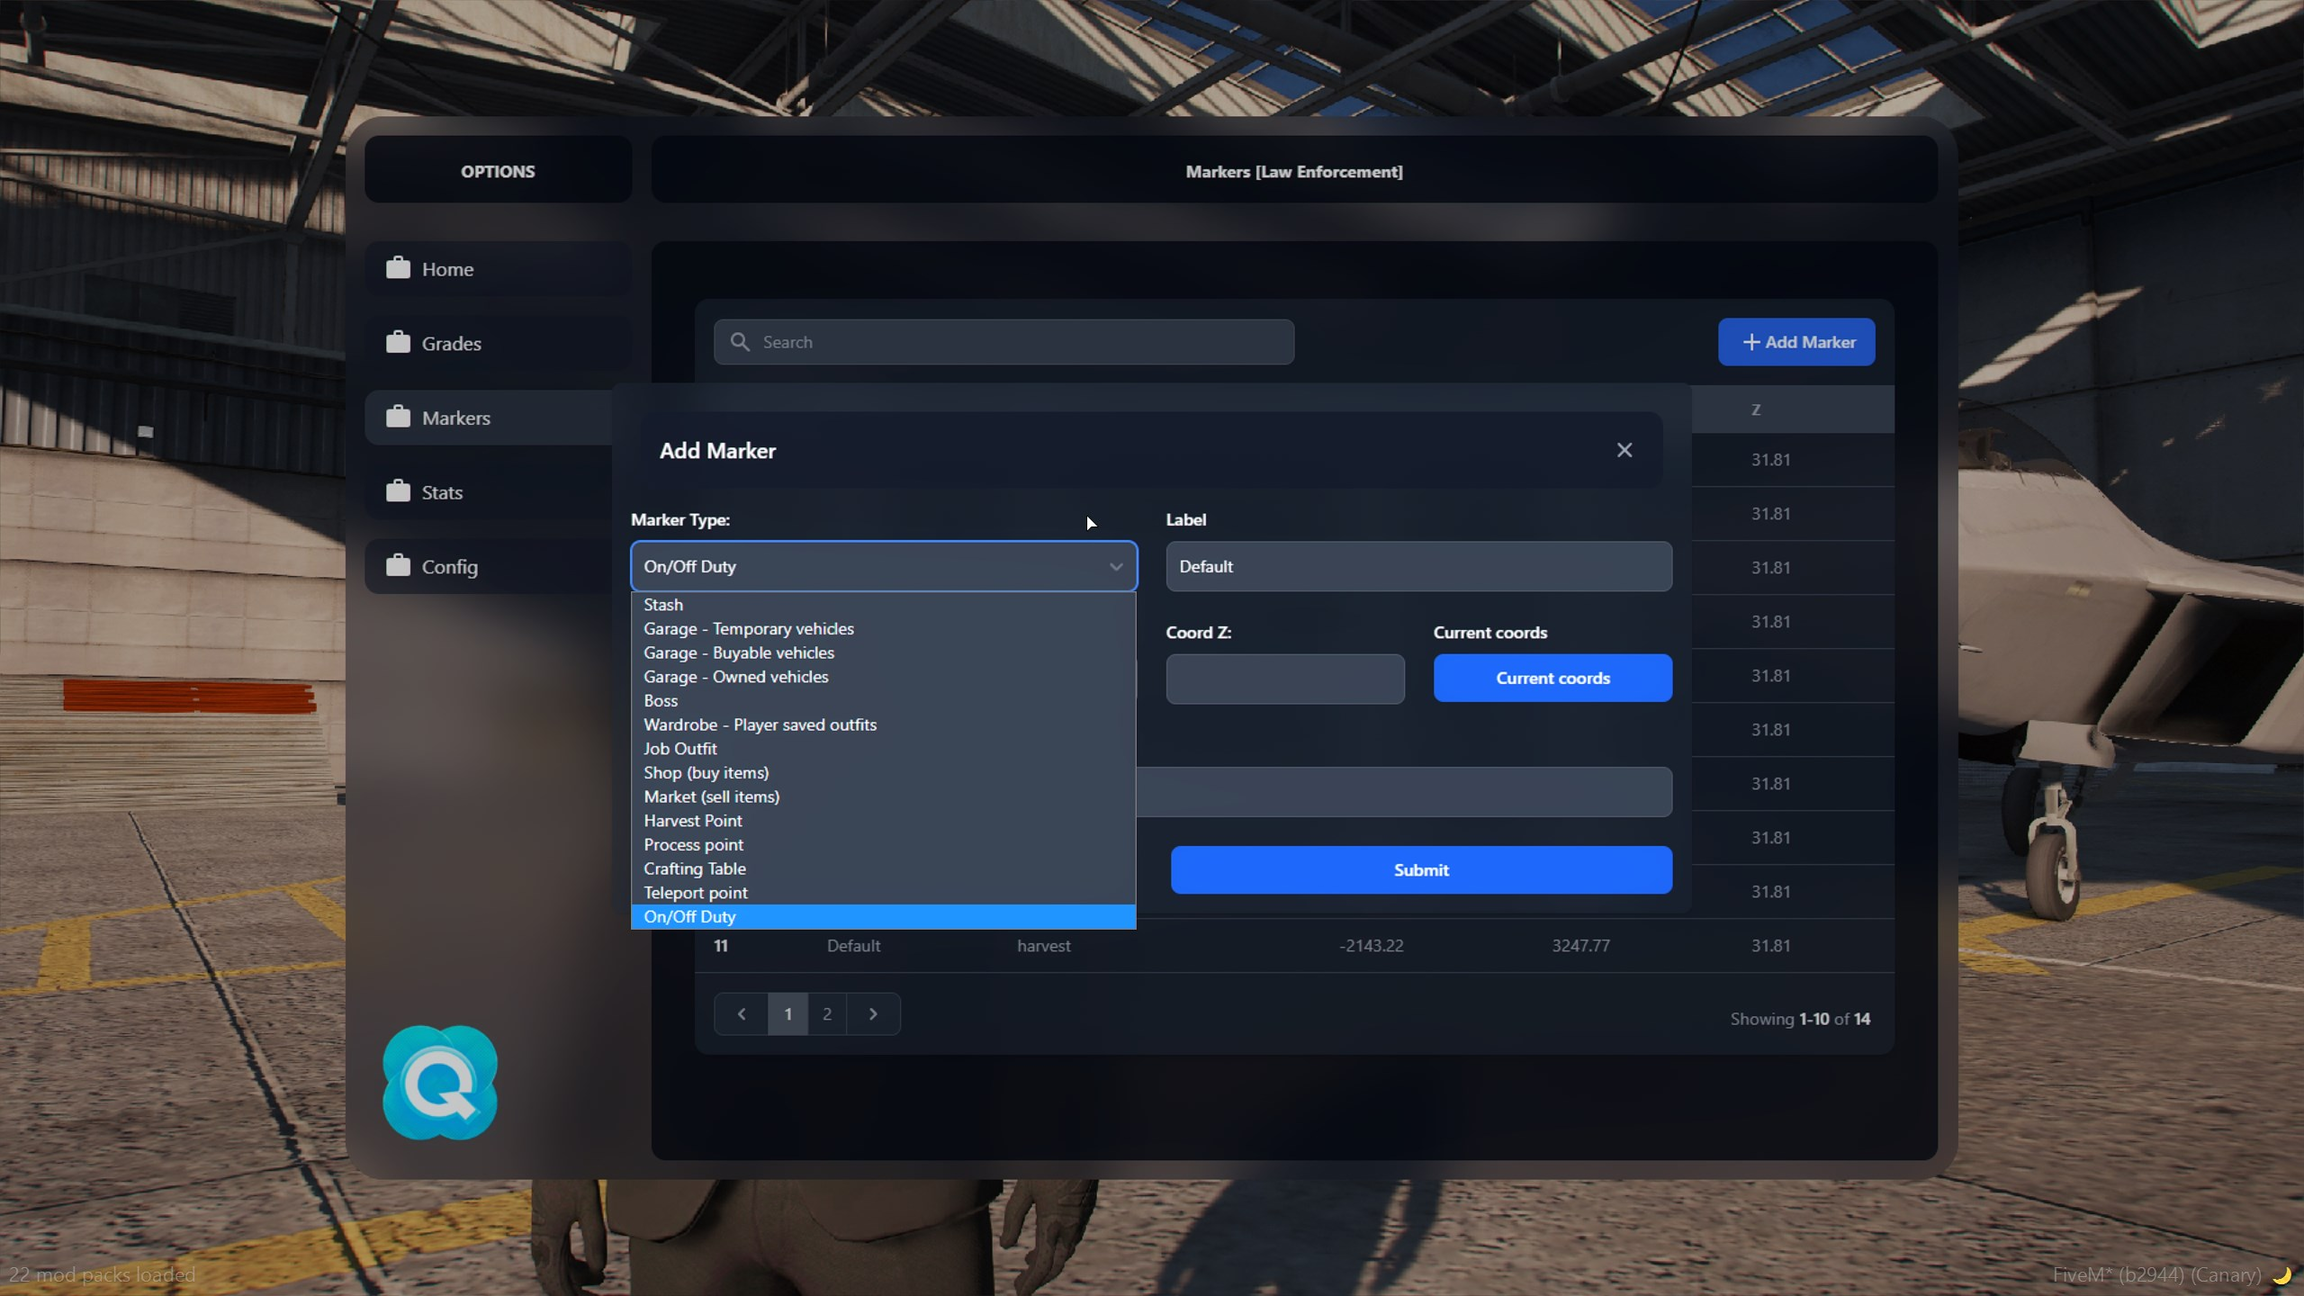 OPTIONS
Markers [Law Enforcement]
Home
Grades
Markers
Stats
Config
Search
Add Marker
Z
31.81
31.81
31.81
31.81
31.81
31.81
31.81
31.81
31.81
Add Marker
Marker Type:
Label
On/Off Duty
Default
Stash
Garage - Temporary vehicles
Garage - Buyable vehicles
Garage - Owned vehicles
Boss
Wardrobe - Player saved outfits
Job Outfit
Shop (buy items)
Market (sell items)
Harvest Point
Process point
Crafting Table
Teleport point
On/Off Duty
Coord Z:
Current coords
Current coords
Submit
11 Default harvest -2143.22 3247.77 31.81
1 2
Showing 1-10 of 14
Q
22 mod packs loaded
FiveM* (b2944) (Canary)